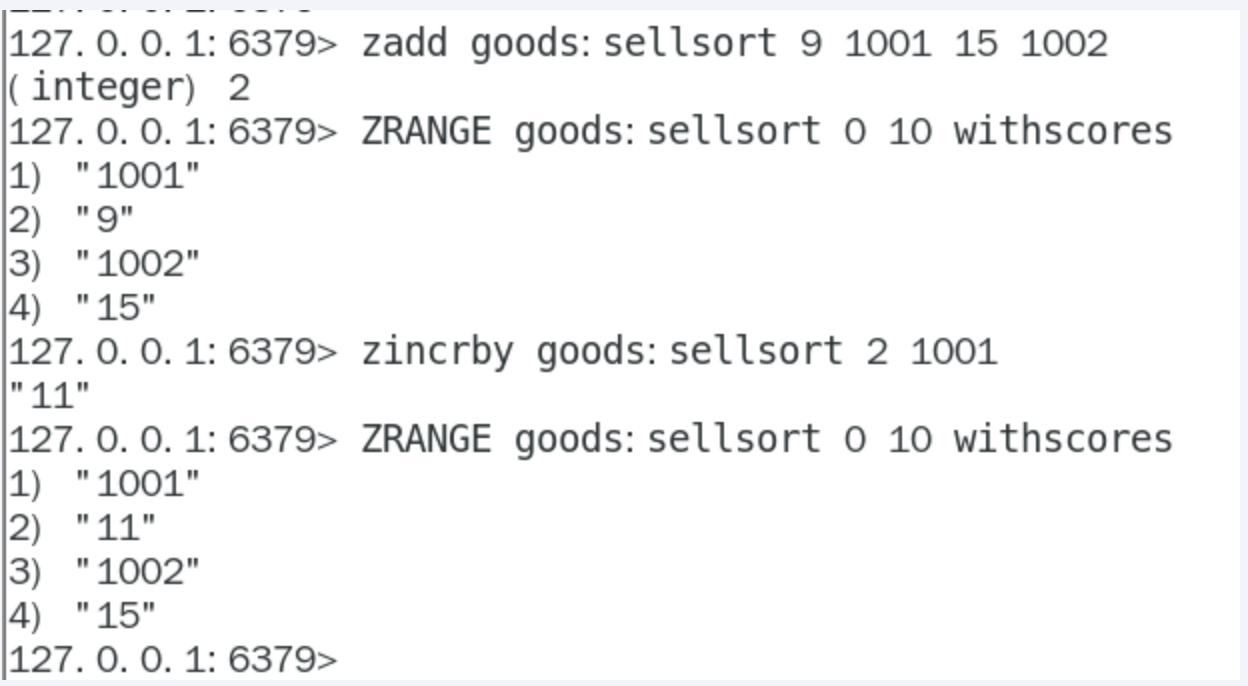 127. 0. 0. 1: 6379> zadd goods: sellsort 9 1001 15 1002
( integer) 2
127. 0. 0. 1: 6379> ZRANGE goods: sellsort 0 10 withscores
1) "1001"
2) "9"
3) "1002"
4) "15"
127. 0. 0. 1: 6379> zincrby goods: sellsort 2 1001
"11"
127. 0. 0. 1: 6379> ZRANGE goods: sellsort 0 10 withscores
1) "1001"
2) "11"
3) "1002"
4) "15"
127. 0. 0. 1: 6379>